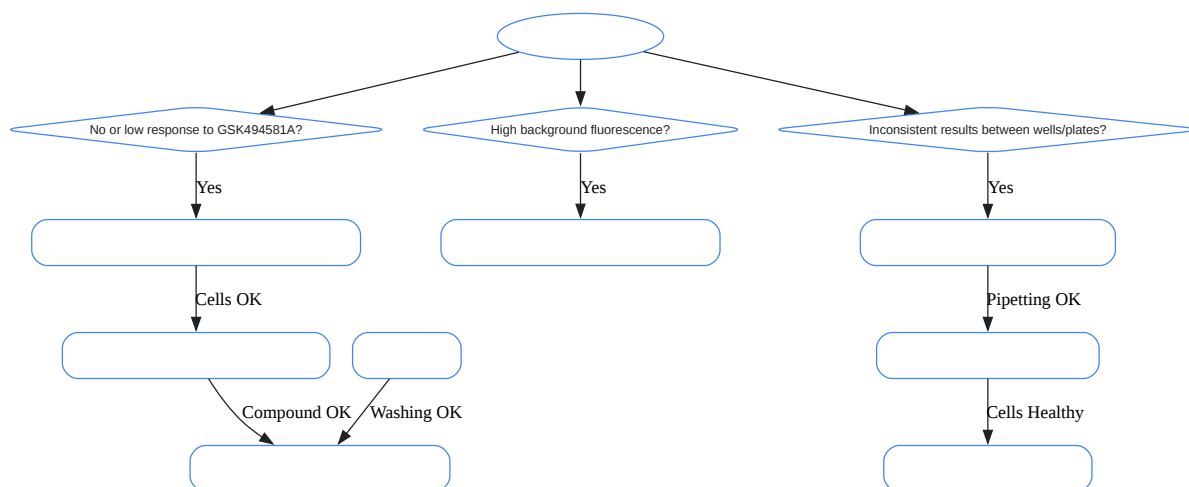 No or low response to GSK494581A?
High background fluorescence?
Inconsistent results between wells/plates?
Yes
Yes
Yes
Cells OK
Pipetting OK
Compound OK
Washing OK
Cells Healthy